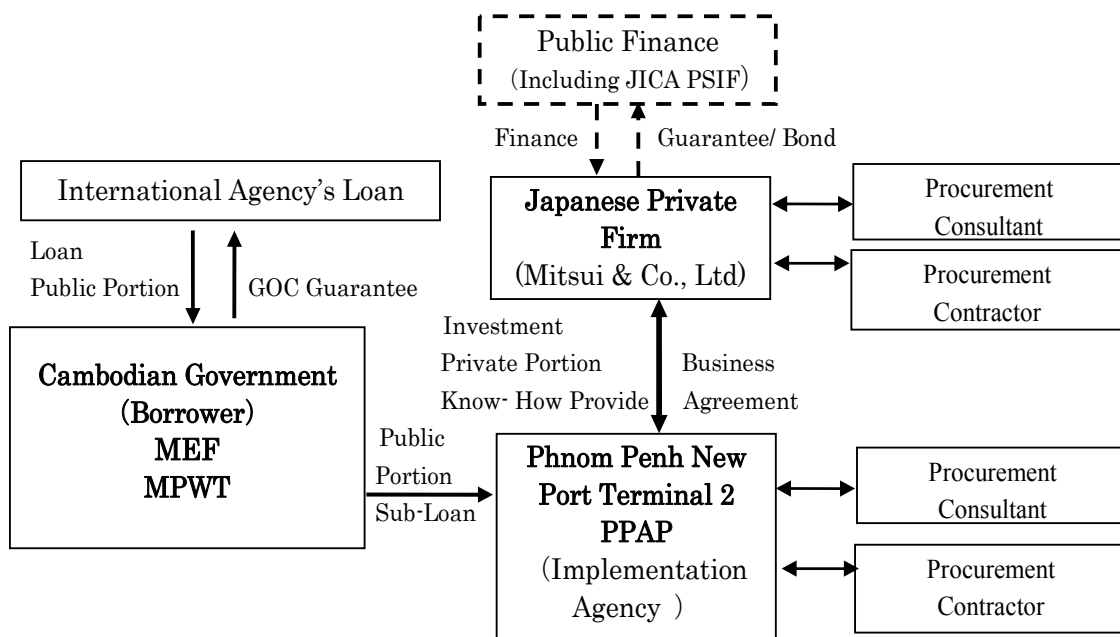 Public Finance
(Including JICA PSIF)
Finance
Guarantee/ Bond
International Agency's Loan
Loan
Public Portion
GOC Guarantee
Japanese Private
Firm
(Mitsui & Co., Ltd)
Procurement
Consultant
Procurement
Contractor
Investment
Private Portion
Know- How Provide
Business
Agreement
Cambodian Government
(Borrower)
MEF
MPWT
Public
Portion
Sub-Loan
Phnom Penh New
Port Terminal 2
PPAP
(Implementation
Agency )
Procurement
Consultant
Procurement
Contractor